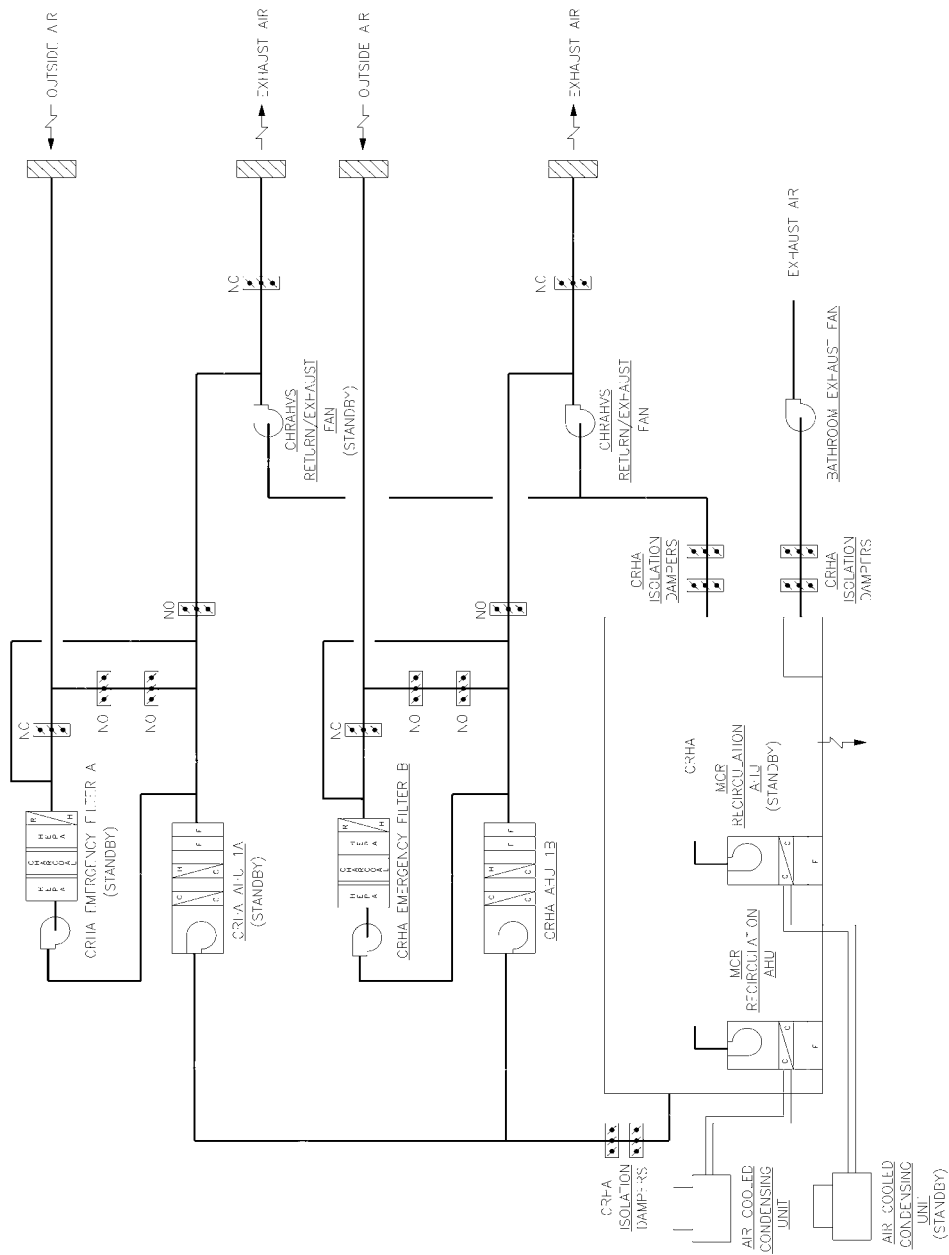 OUTSIDE AIR
EXHAUST AIR
OUTSIDE AIR
EXHAUST AIR
EXHAUST AIR
NC
NC
CHRAHVS
RETURN/EXHAUST
FAN
(STANDBY)
CHRAHVS
RETURN/EXHAUST
FAN
BATHROOM EXHAUST FAN
NO
NO
CRHA
ISOLATION
DAMPERS
CRHA
ISOLATION
DAMPERS
NC
NO
NO
NC
NO
NO
HEPA
CHARCOAL
HEPA
R
H
CRHA EMERGENCY FILTER A
(STANDBY)
C
C
C
H
F
F
CRHA AHU 1A
(STANDBY)
HEPA
CHARCOAL
HEPA
R
H
CRHA EMERGENCY FILTER B
C
C
C
H
F
F
CRHA AHU 1B
CRHA
MCR
RECIRCULATION
AHU
(STANDBY)
C
C
F
MCR
RECIRCULATION
AHU
C
C
F
CRHA
ISOLATION
DAMPERS
AIR COOLED
CONDENSING
UNIT
AIR COOLED
CONDENSING
UNIT
(STANDBY)